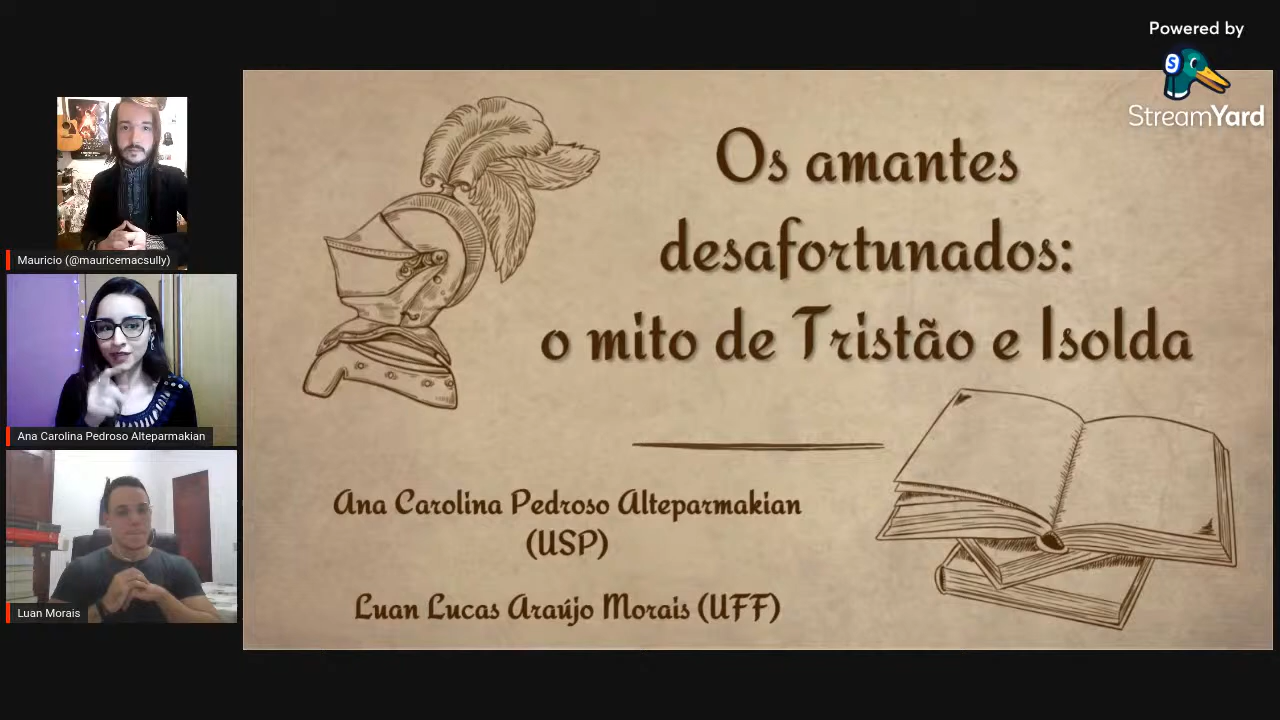 Powered by
StreamYard
Mauricio (@mauricemacsully)
Ana Carolina Pedroso Alteparmakian
Luan Morais
Os amantes
desafortunados:
o mito de Tristão e Isolda
Ana Carolina Pedroso Alteparmakian
(USP)
Luan Lucas Araújo Morais (UFF)